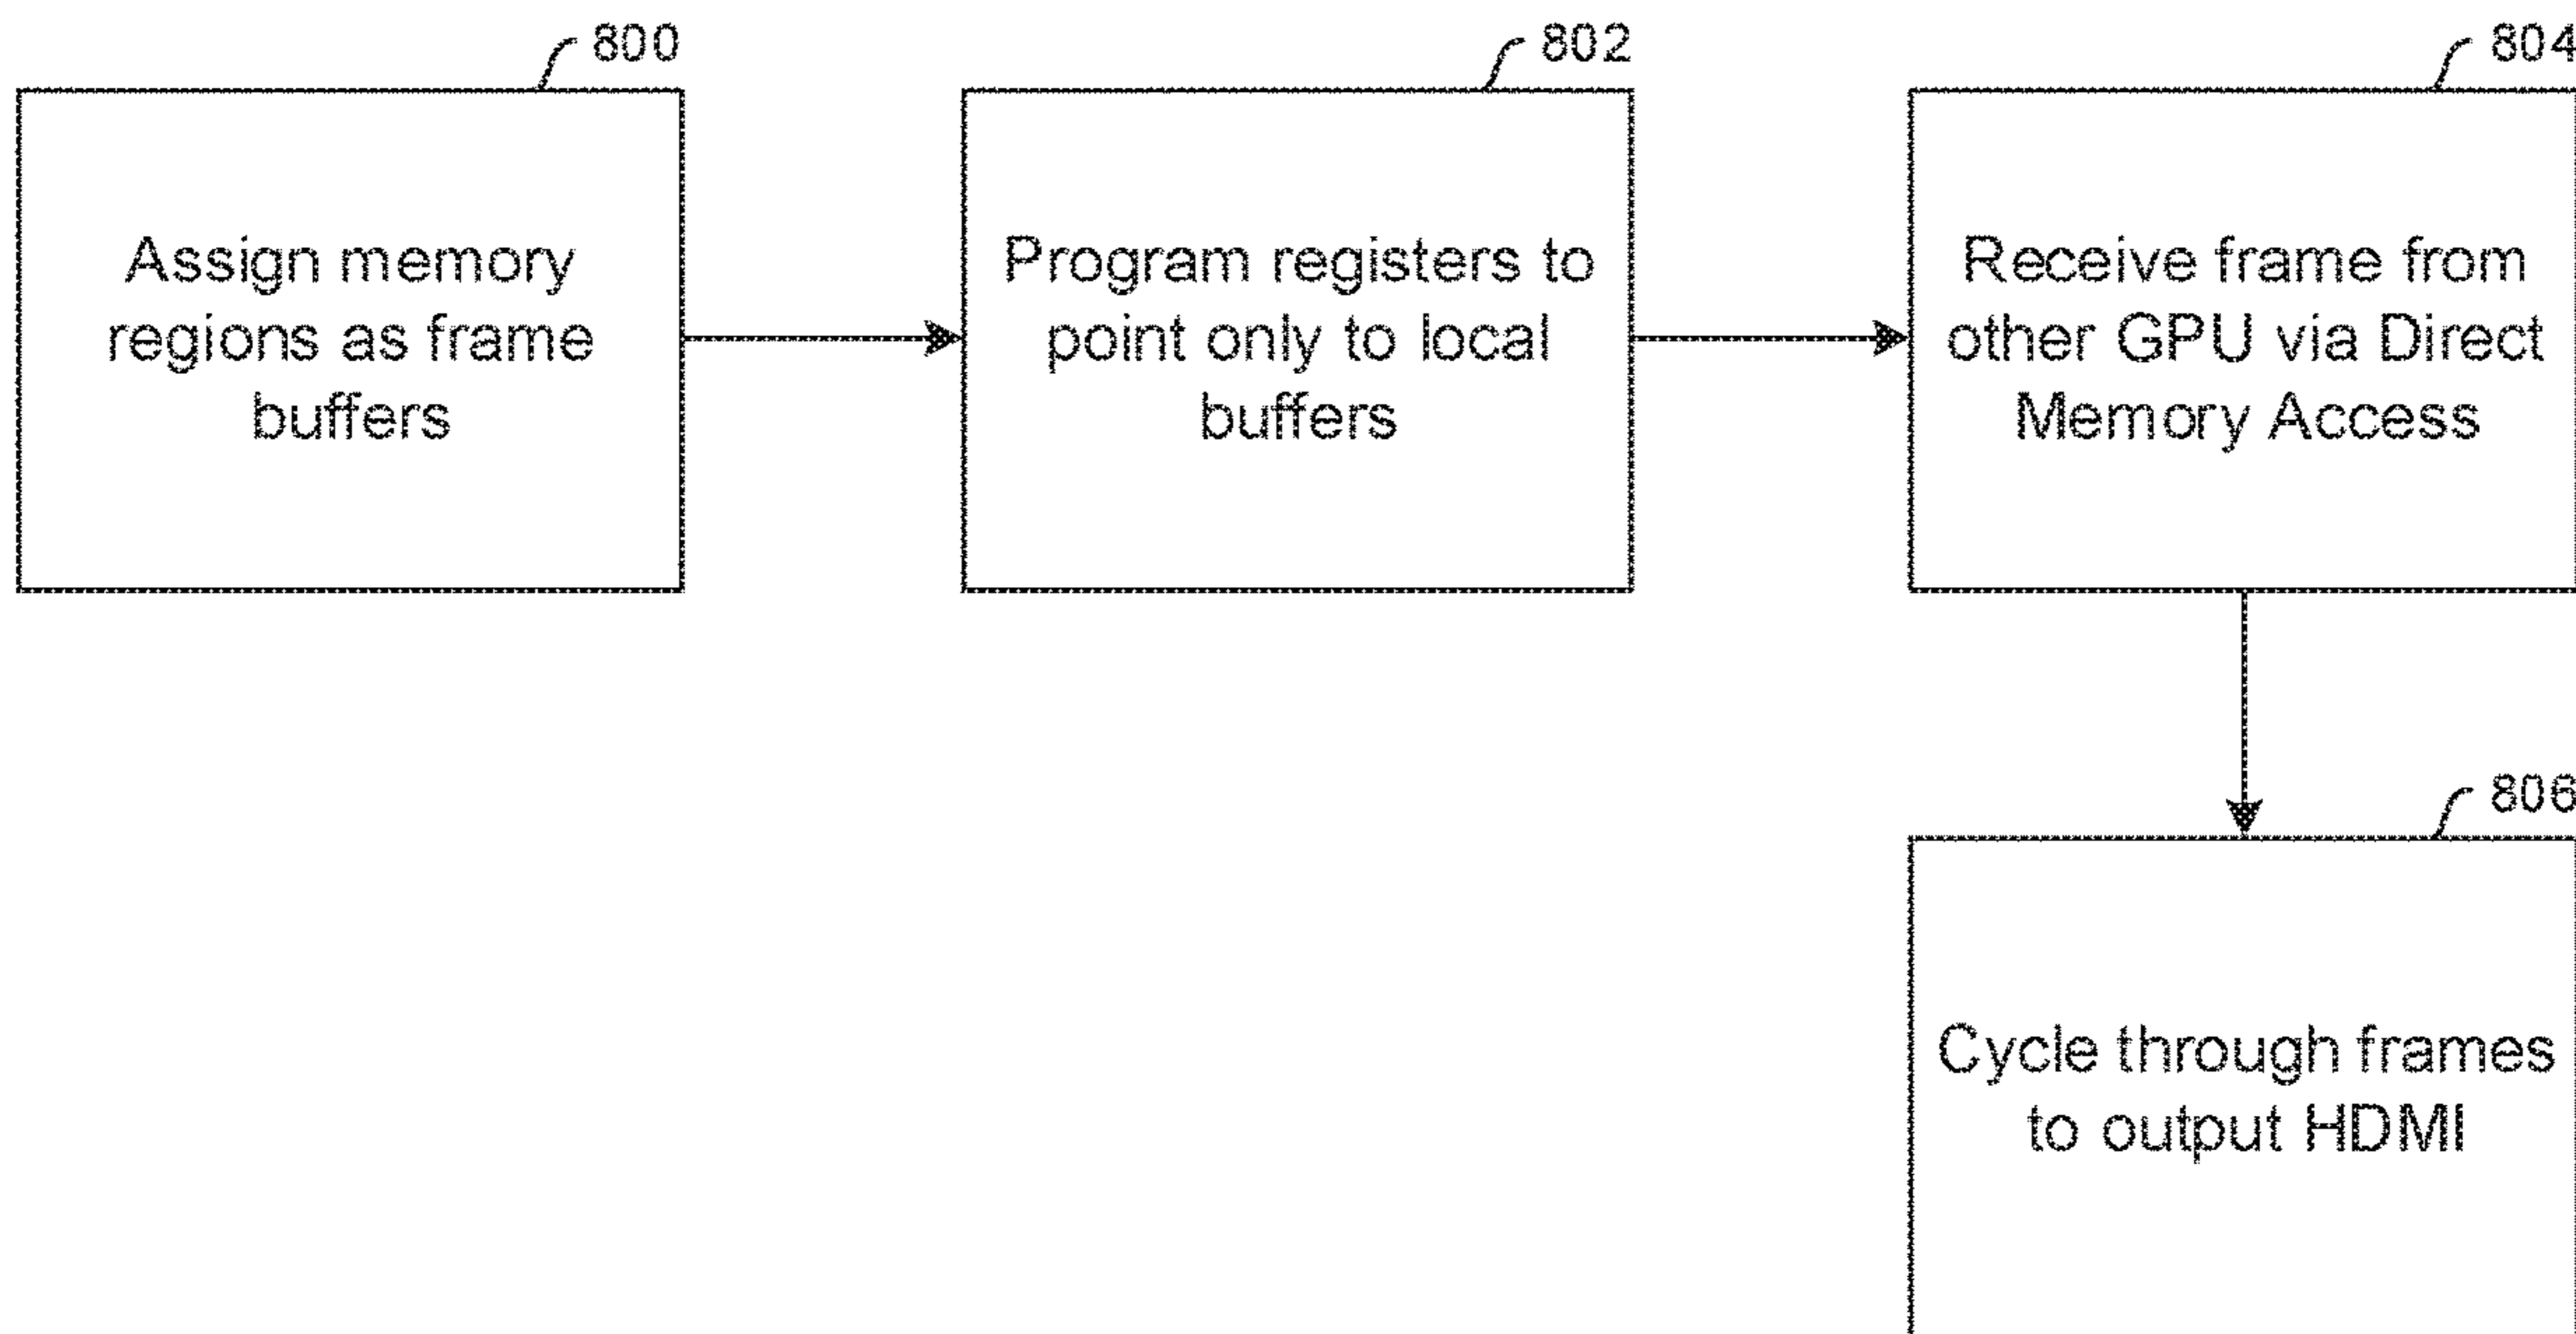 800
Assign memory
regions as frame
buffers
802
Program registers to
point only to local
buffers
804
Receive frame from
other GPU via Direct
Memory Access
806
Cycle through frames
to output HDMI